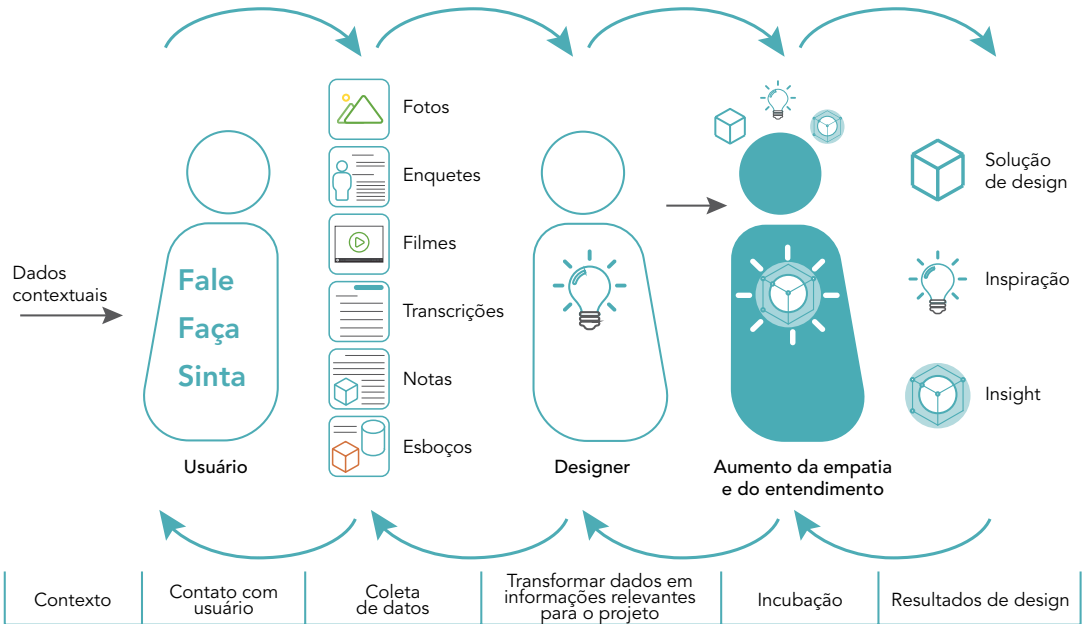 Dados
contextuais
Fale
Faça
Sinta
Usuário
Fotos
Enquetes
Filmes
Transcrições
Notas
Esboços
Designer
Aumento da empatia
e do entendimento
Solução
de design
Inspiração
Insight
Contexto
Contato com
usuário
Coleta
de datos
Transformar dados em
informações relevantes
para o projeto
Incubação
Resultados de design